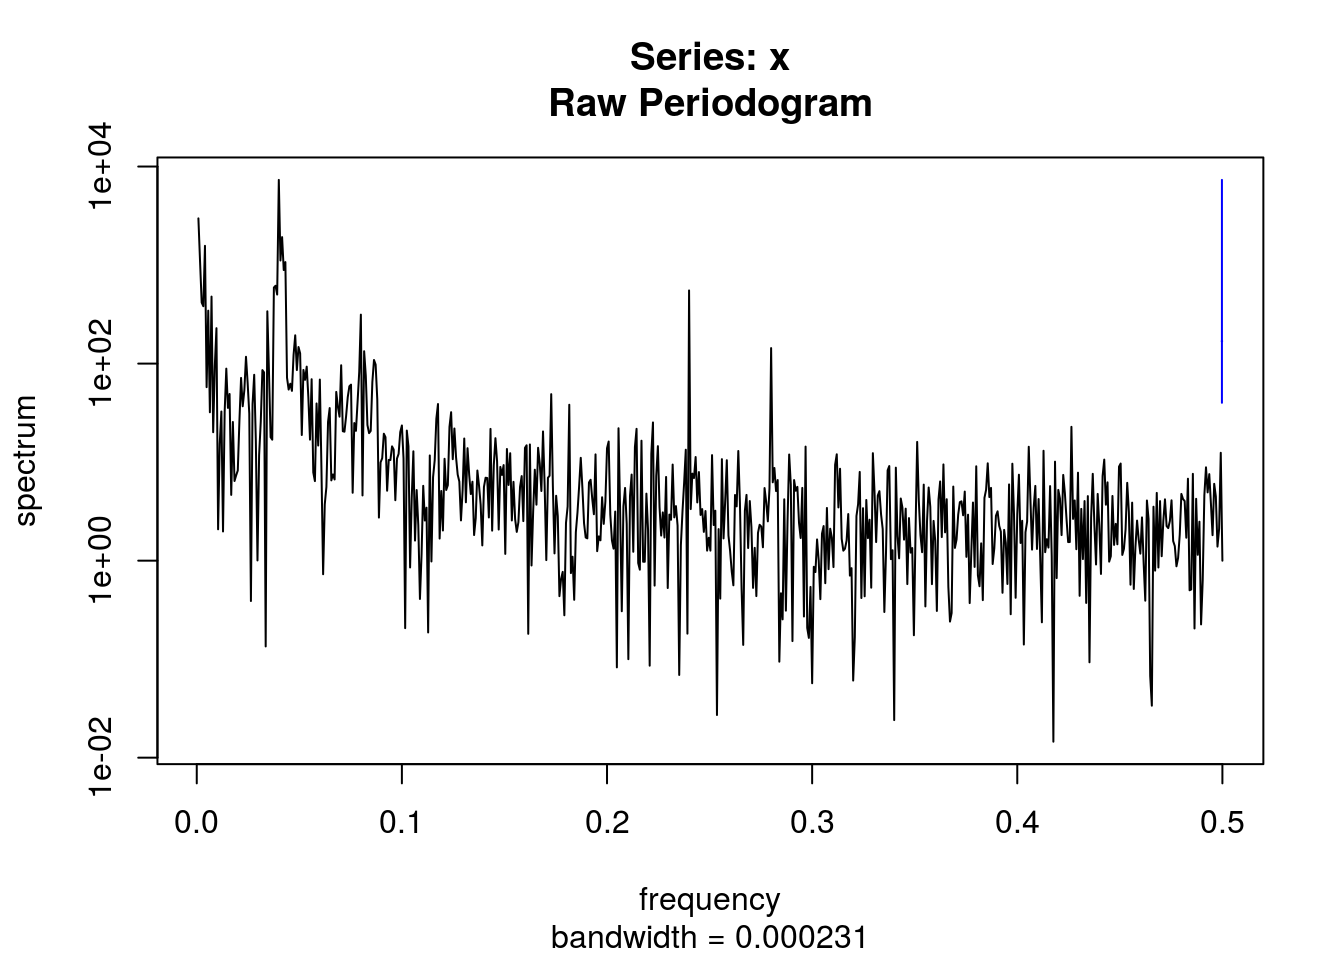 Series: x
Raw Periodogram
1e+04
1e+02
1e+00
1e-02
spectrum
0.0 0.1 0.2 0.3 0.4 0.5
frequency
bandwidth = 0.000231